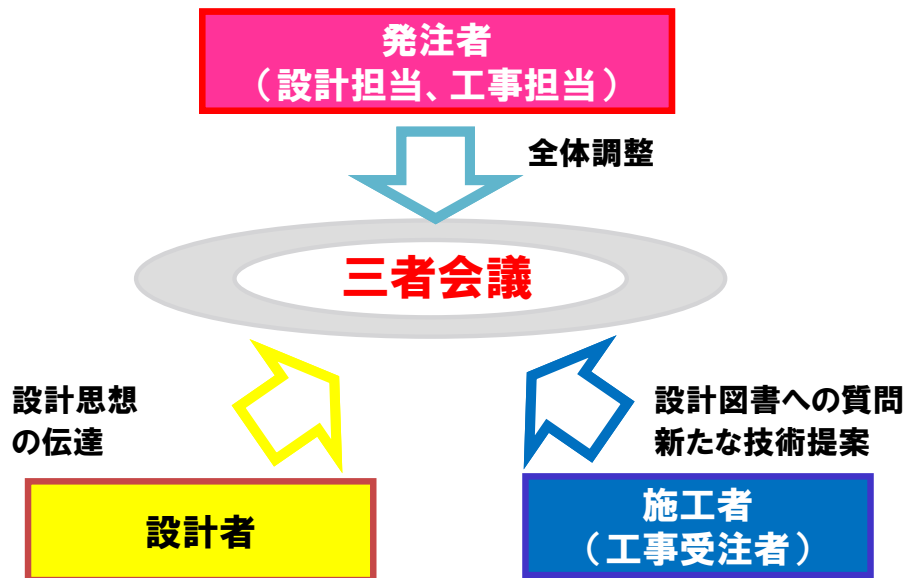 発注者
（設計担当、工事担当）
全体調整
三者会議
設計思想
の伝達
設計図書への質問
新たな技術提案
設計者
施工者
（工事受注者）